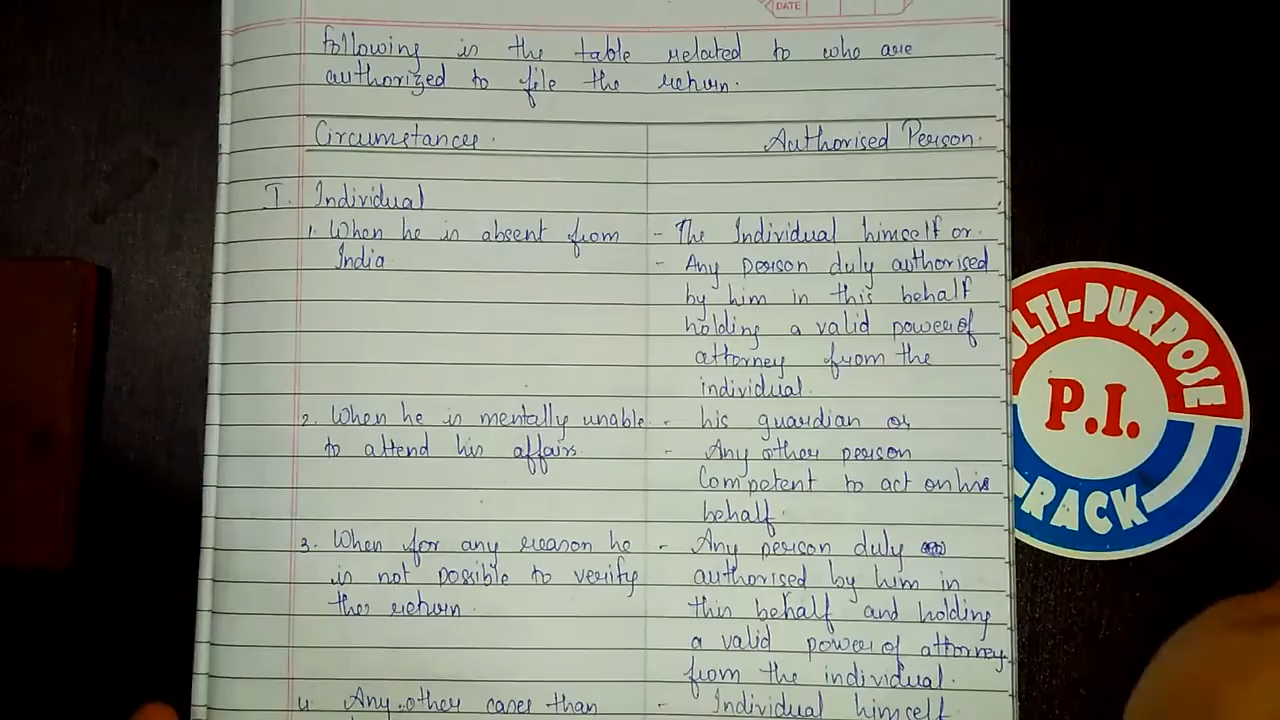 DATE
following is the table related to who are
authorized to file the return.
Circumstances.
Authorised Person.
I. Individual
1. When he is absent from
India
- The Individual himself or.
- Any person duly authorised
by him in this behalf
holding a valid power of
attorney from the
individual.
2. When he is mentally unable
to attend his affairs.
- his guardian or
- Any other person
Competent to act on his
behalf.
3. When for any reason he
is not possible to verify
the return.
- Any person duly
authorised by him in
this behalf and holding
a valid power of attorney
from the individual.
4. Any other cases than
- Individual himself
MULTI-PURPOSE
P.I.
RACK